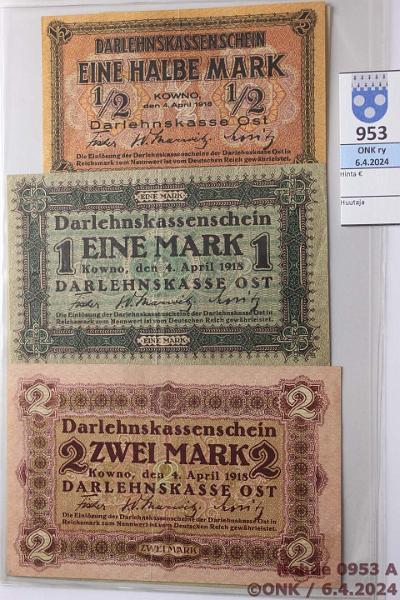 DARLEHNSKASSENSCHEIN
EINE HALBE MARK
1/2 KOWNO, 1/2
den 4. April 1918
Darlehnskasse Ost
Die Einlösung der Darlehnskassenscheine der Darlehnskasse Ost in
Reichsmark zum Nennwert ist vom Deutschen Reich gewährleistet.
953
ONK ry
6.4.2024
Hinta €
Huutaja
EINE MARK
Darlehnskassenschein
1 EINE MARK 1
Kowno, den 4. April 1918
DARLEHNSKASSE OST
Die Einlösung der Darlehnskassenscheine der Darlehnskasse Ost in
Reichsmark zum Nennwert ist vom Deutschen Reich gewährleistet.
EINE MARK
2 2
Darlehnskassenschein
2 ZWEI MARK 2
Kowno, den 4. April 1918
DARLEHNSKASSE OST
Die Einlösung der Darlehnskassenscheine der Darlehnskasse Ost in
Reichsmark zum Nennwert ist vom Deutschen Reich gewährleistet.
2 ZWEI MARK 2
Kohde 0953 A
©ONK / 6.4.2024